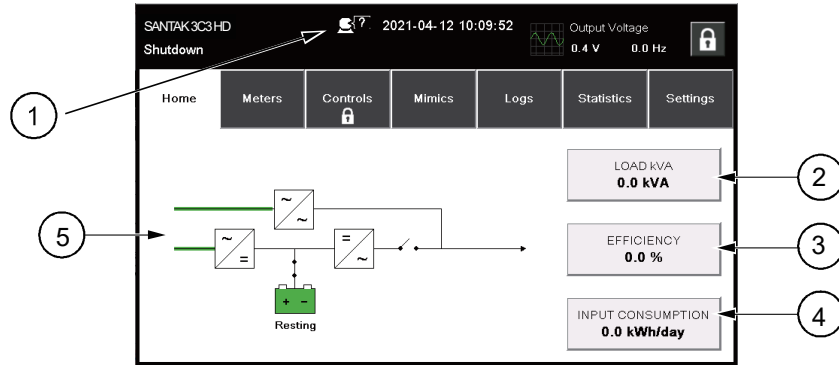 SANTAK 3C3 HD
Shutdown
? 2021-04-12 10:09:52
Output Voltage
0.4 V 0.0 Hz
Home Meters Controls Mimics Logs Statistics Settings
1
LOAD kVA
0.0 kVA
2
EFFICIENCY
0.0 %
3
INPUT CONSUMPTION
0.0 kWh/day
4
5
~
~
~
=
=
~
+ −
Resting